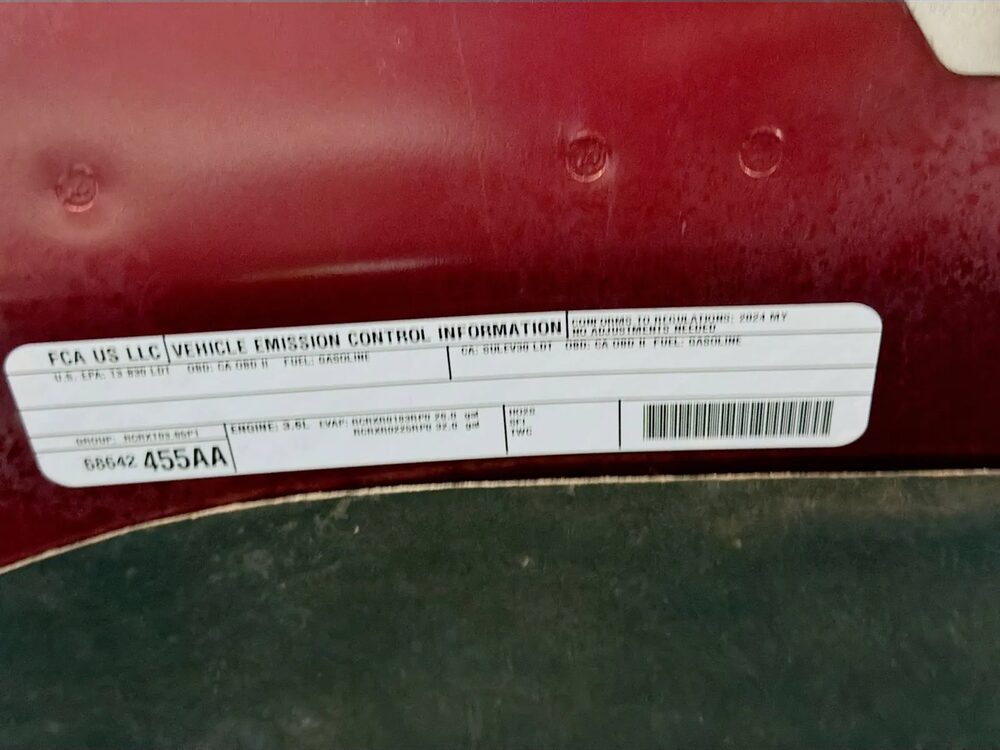 FCA US LLC VEHICLE EMISSION CONTROL INFORMATION
CONFORMS TO REGULATIONS: 2024 MY
NO ADJUSTMENTS NEEDED
U.S. EPA: T3 B30 LDT OBD: CA OBD II FUEL: GASOLINE
CA: SULEV30 LDT OBD: CA OBD II FUEL: GASOLINE
GROUP:
ENGINE: 3.6L EVAP:
HO2S
SFI
TWC
68642 455AA